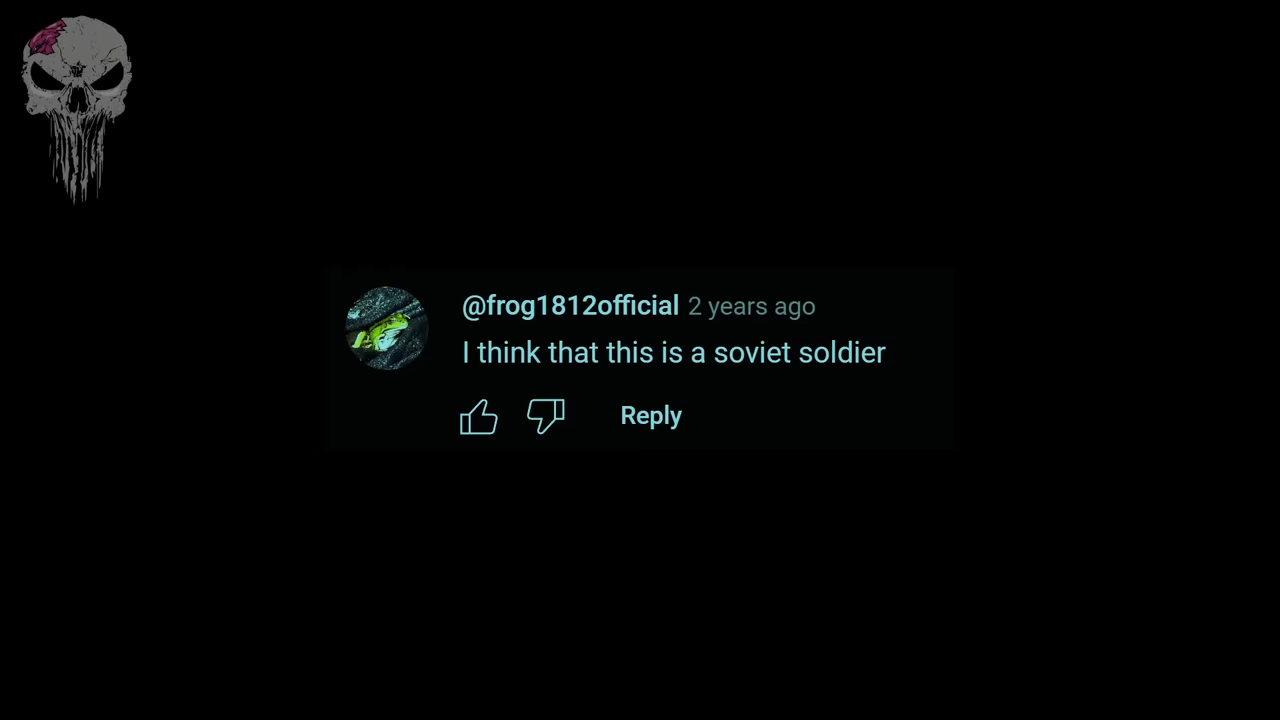 @frog1812official 2 years ago
I think that this is a soviet soldier
Reply